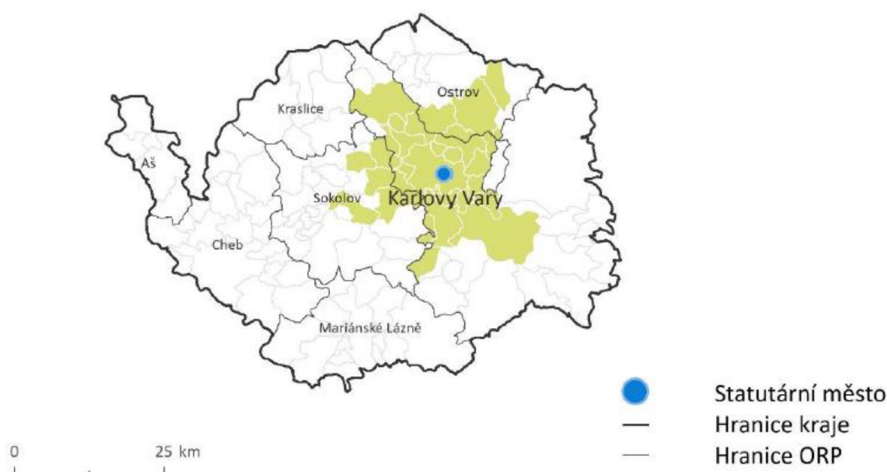 Ostrov
Kraslice
Aš
Sokolov
Karlovy Vary
Cheb
Mariánské Lázně
Statutární město
Hranice kraje
Hranice ORP
0 25 km